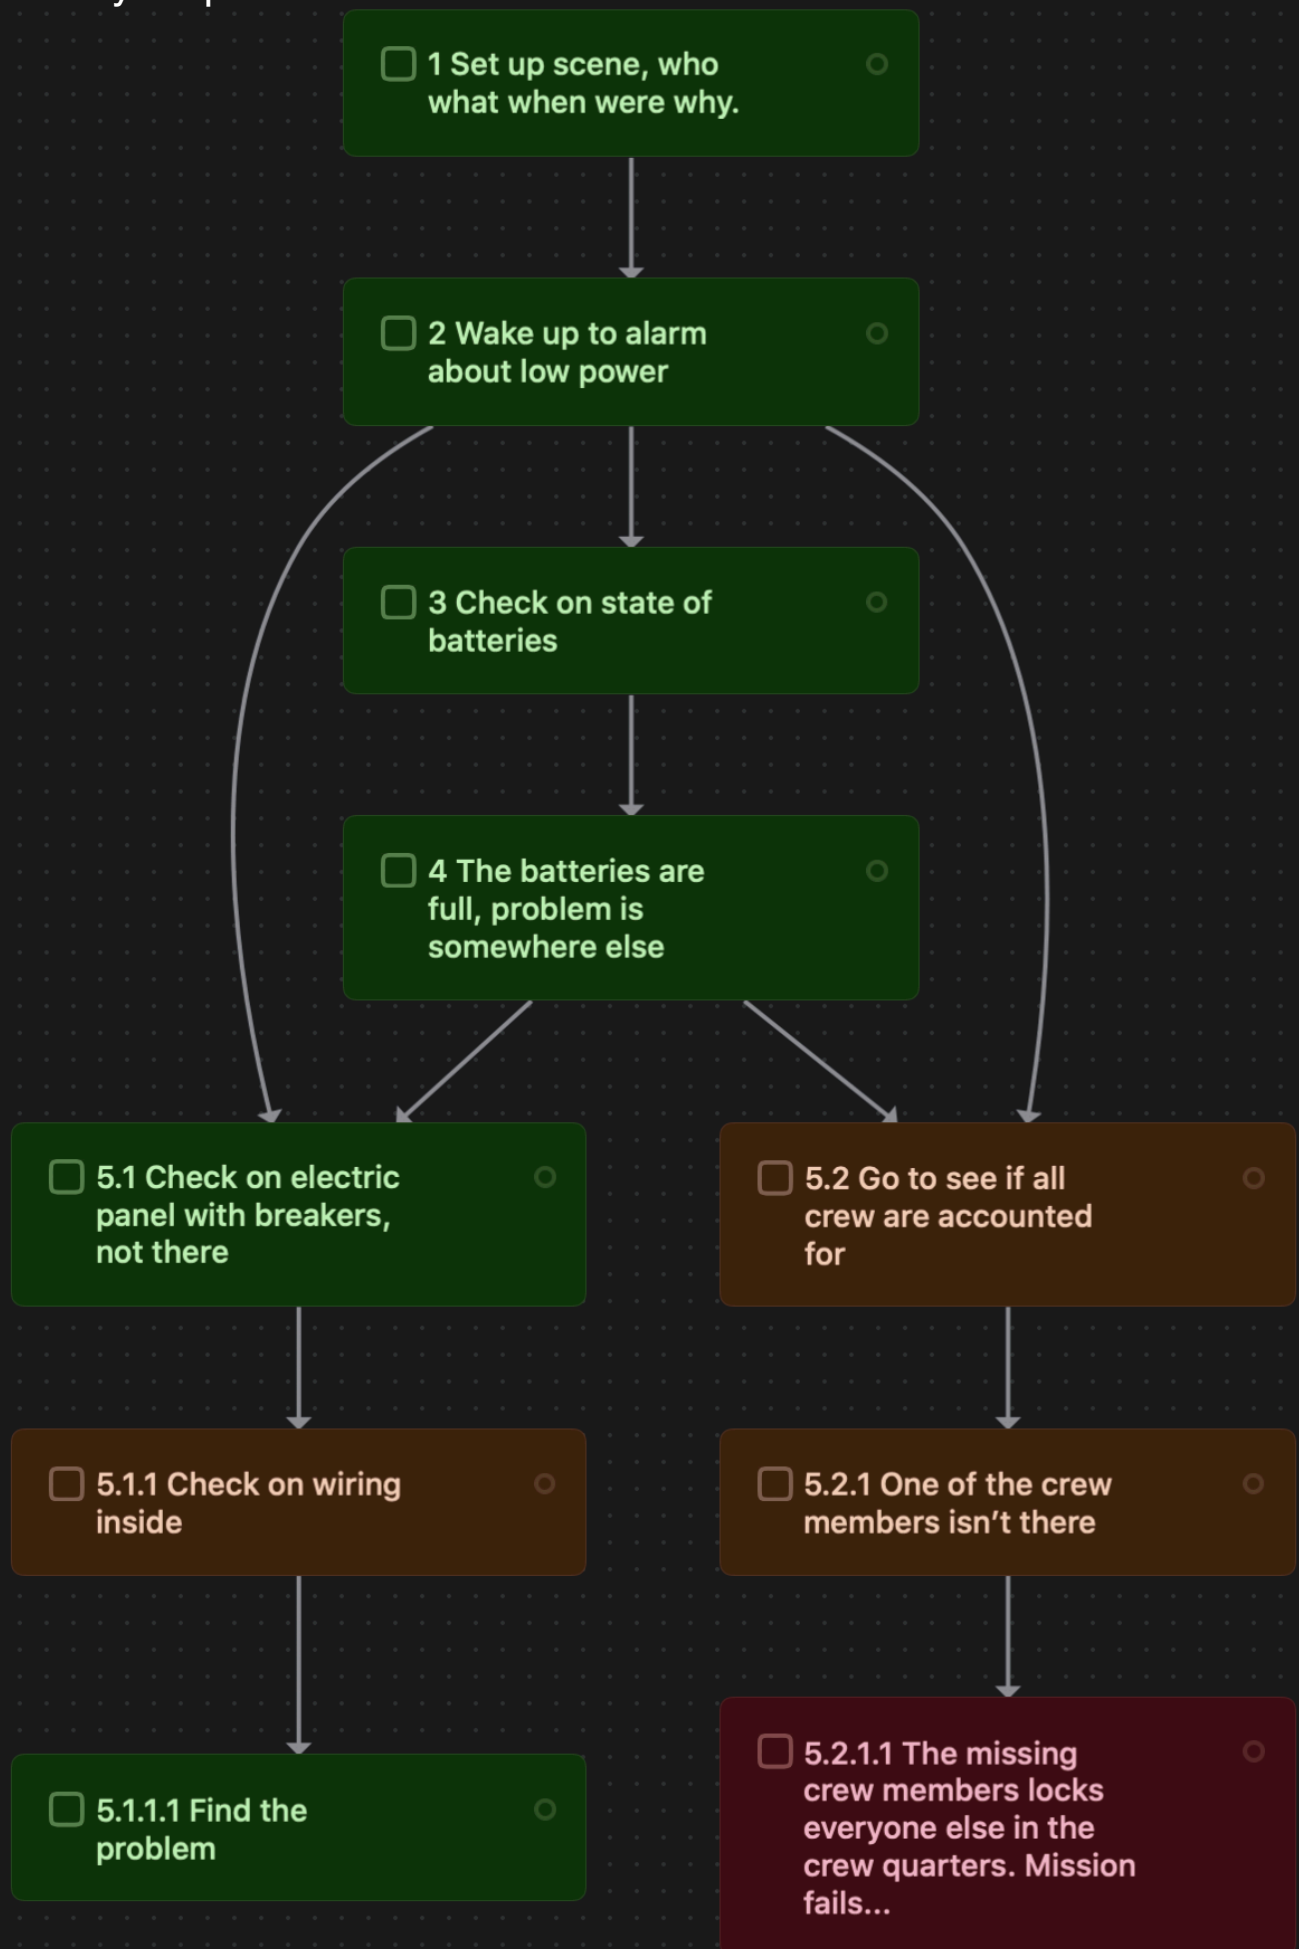 1 Set up scene, who
what when were why.
2 Wake up to alarm
about low power
3 Check on state of
batteries
4 The batteries are
full, problem is
somewhere else
5.1 Check on electric
panel with breakers,
not there
5.2 Go to see if all
crew are accounted
for
5.1.1 Check on wiring
inside
5.2.1 One of the crew
members isn’t there
5.1.1.1 Find the
problem
5.2.1.1 The missing
crew members locks
everyone else in the
crew quarters. Mission
fails...